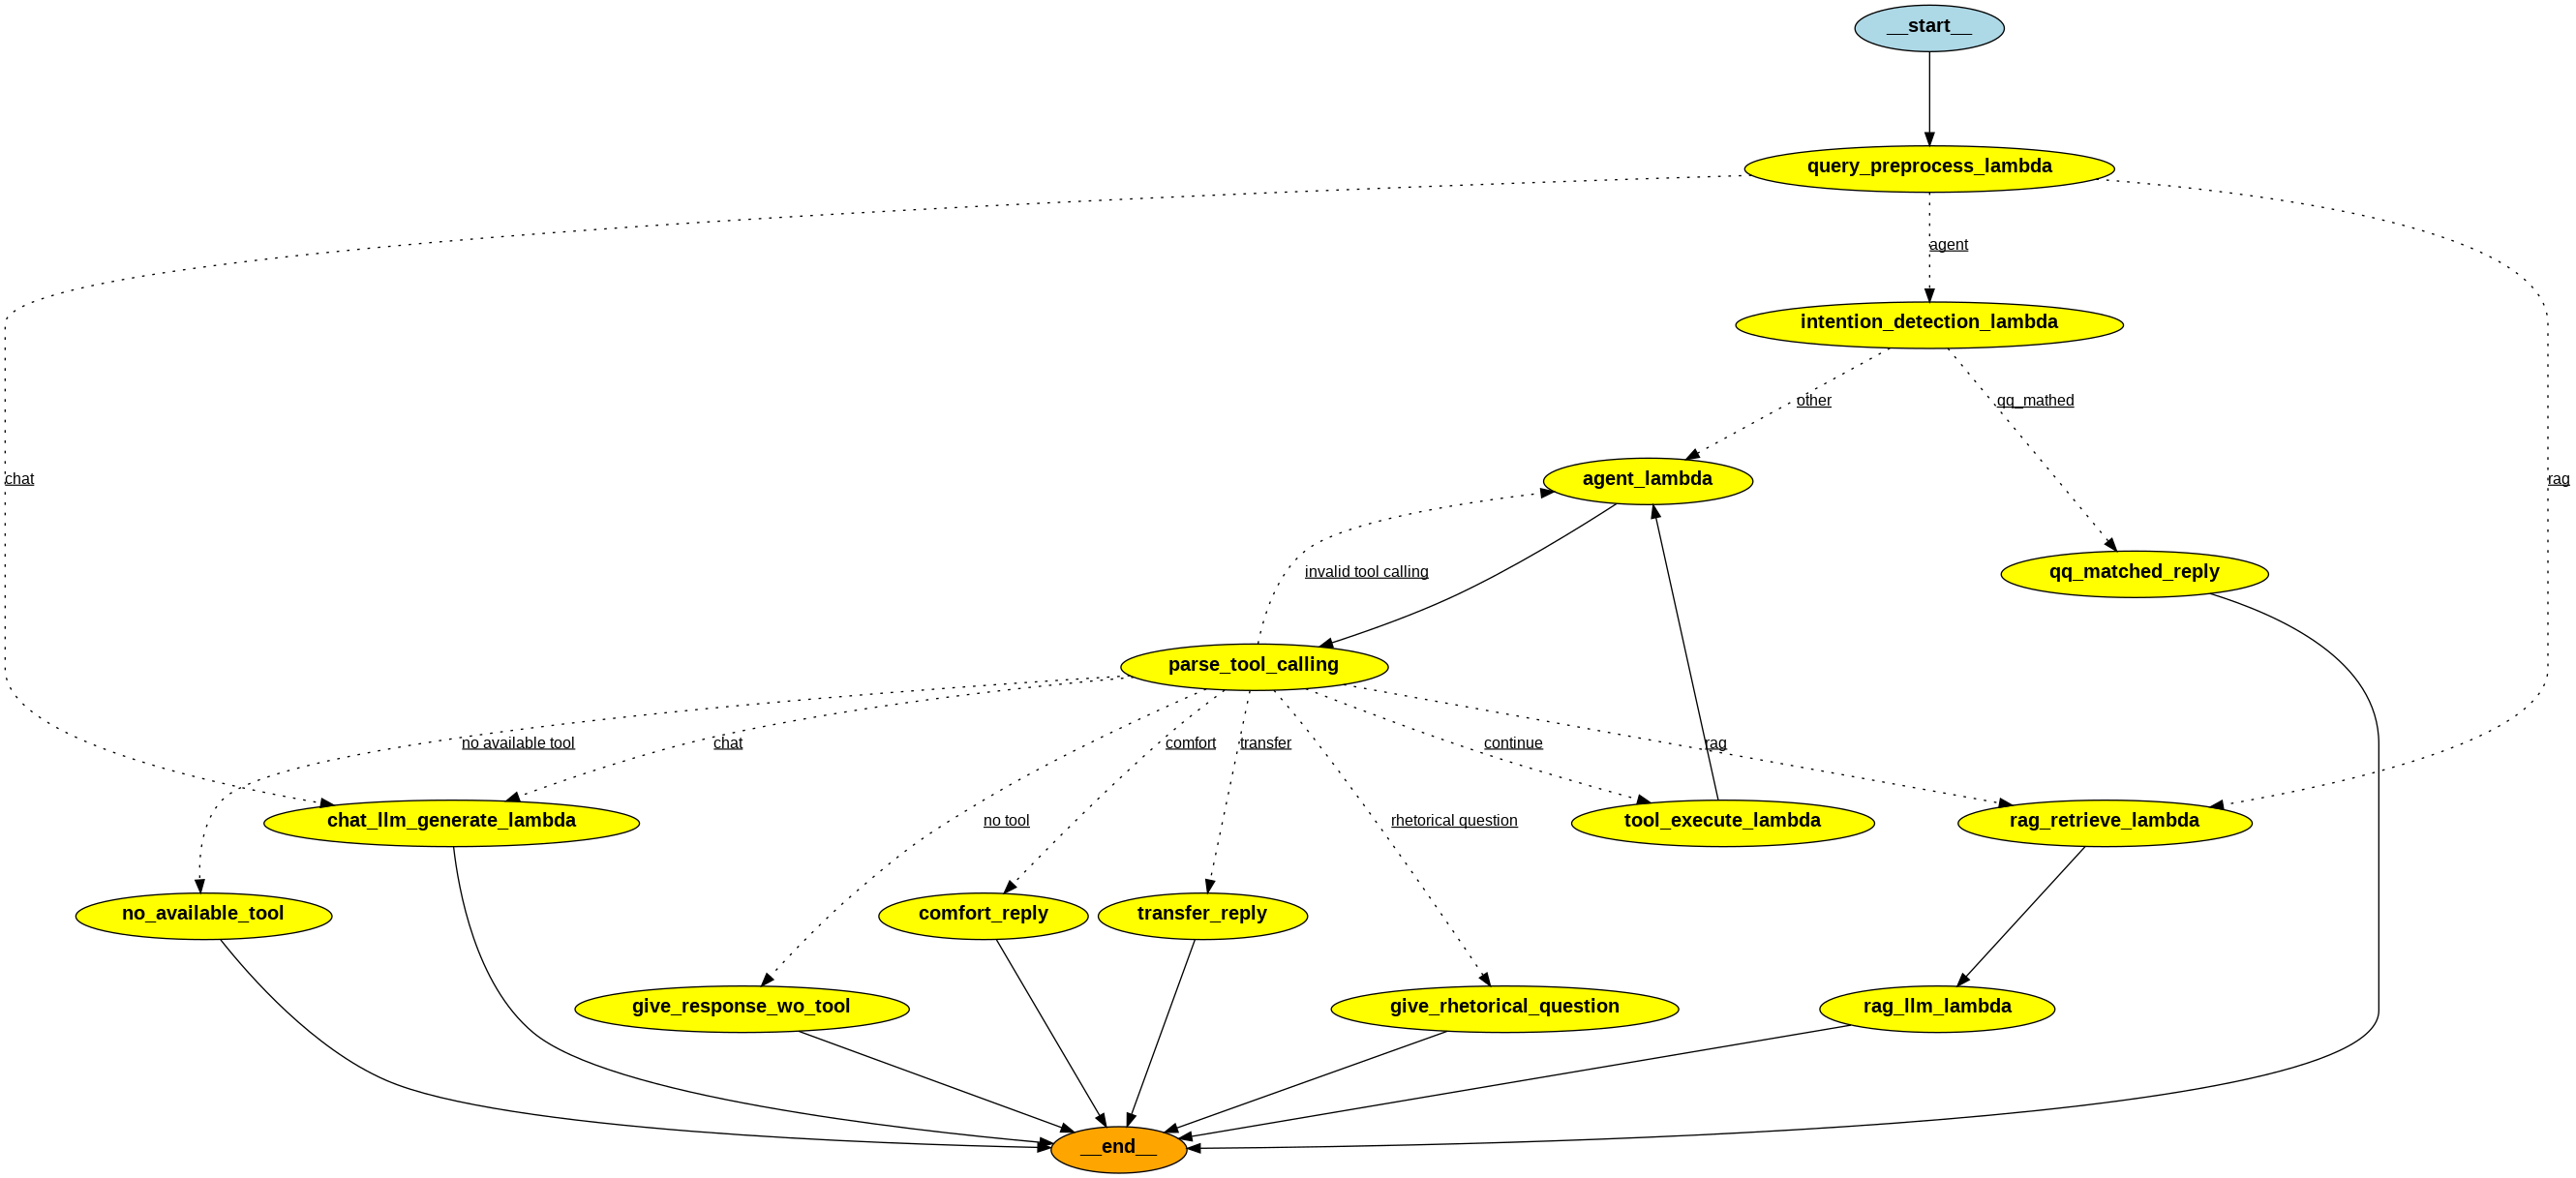 __start__
query_preprocess_lambda
agent
intention_detection_lambda
other
qq_mathed
chat
agent_lambda
rag
invalid tool calling
qq_matched_reply
parse_tool_calling
no available tool
chat
comfort
transfer
continue
rag
chat_llm_generate_lambda
no tool
rhetorical question
tool_execute_lambda
rag_retrieve_lambda
no_available_tool
comfort_reply
transfer_reply
give_response_wo_tool
give_rhetorical_question
rag_llm_lambda
__end__